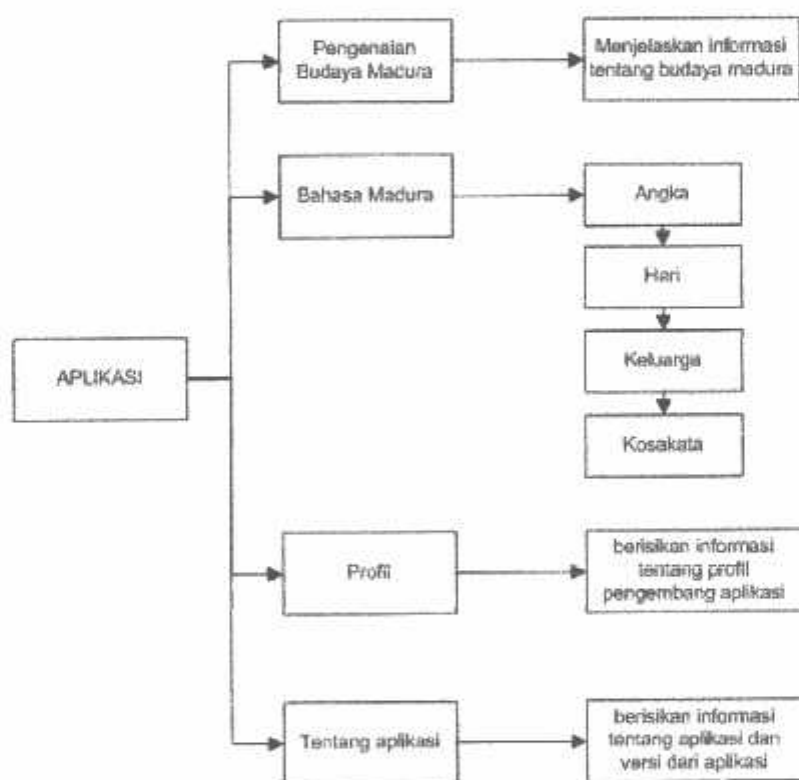 Pengenalan
Budaya Madura
Menjelaskan informasi
tentang budaya madura
Bahasa Madura
Angka
Hari
Keluarga
Kosakata
APLIKASI
Profil
berisikan informasi
tentang profil
pengembang aplikasi
Tentang aplikasi
berisikan informasi
tentang aplikasi dan
versi dari aplikasi